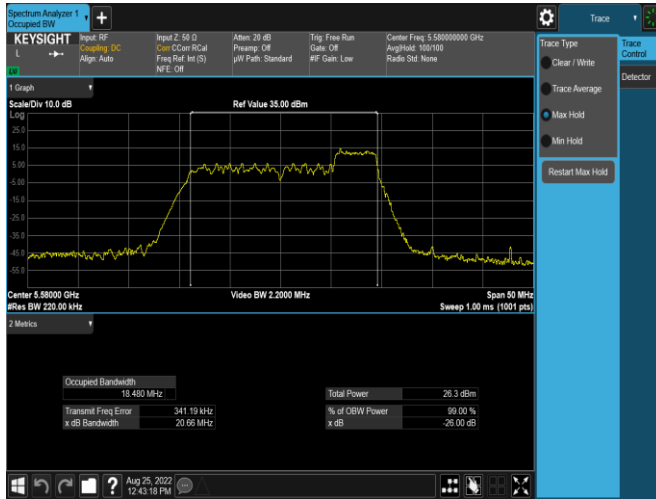 Spectrum Analyzer 1
Occupied BW
Trace
KEYSIGHT
L
LU
Input: RF
Coupling: DC
Align: Auto
Input Z: 50 Ω
Corr CCorr RCal
Freq Ref: Int (S)
NFE: Off
Atten: 20 dB
Preamp: Off
µW Path: Standard
Trig: Free Run
Gate: Off
#IF Gain: Low
Center Freq: 5.580000000 GHz
Avg|Hold: 100/100
Radio Std: None
Trace Type
Clear / Write
Trace Average
Max Hold
Min Hold
Restart Max Hold
Trace
Control
Detector
1 Graph
Scale/Div 10.0 dB
Ref Value 35.00 dBm
Log
25.0
15.0
5.00
-5.00
-15.0
-25.0
-35.0
-45.0
-55.0
Center 5.58000 GHz
Video BW 2.2000 MHz
Span 50 MHz
#Res BW 220.00 kHz
Sweep 1.00 ms (1001 pts)
2 Metrics
Occupied Bandwidth
18.480 MHz
Total Power 26.3 dBm
Transmit Freq Error 341.19 kHz
% of OBW Power 99.00 %
x dB Bandwidth 20.66 MHz
x dB -26.00 dB
Aug 25, 2022
12:43:18 PM